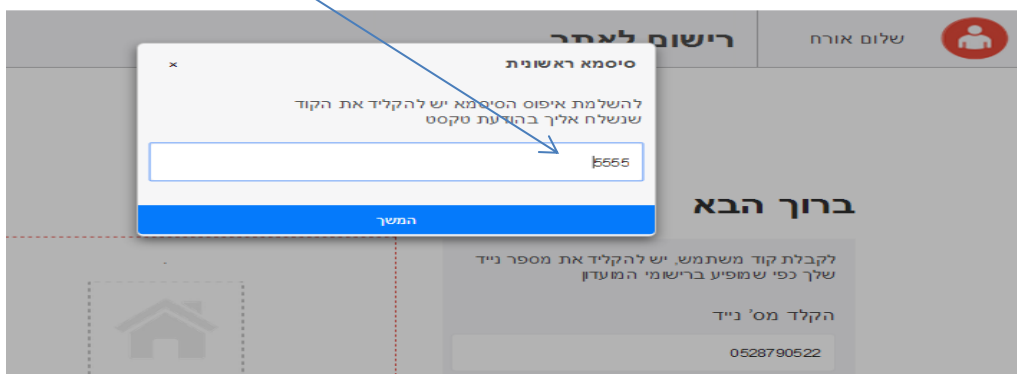 שלום אורח
רישום לאתר
סיסמא ראשונית
×
להשלמת איפוס הסיסמא יש להקליד את הקוד
שנשלח אליך בהודעת טקסט
5555
המשך
ברוך הבא
לקבלת קוד משתמש, יש להקליד את מספר נייד
שלך כפי שמופיע ברישומי המועדון
הקלד מס' נייד
0528790522